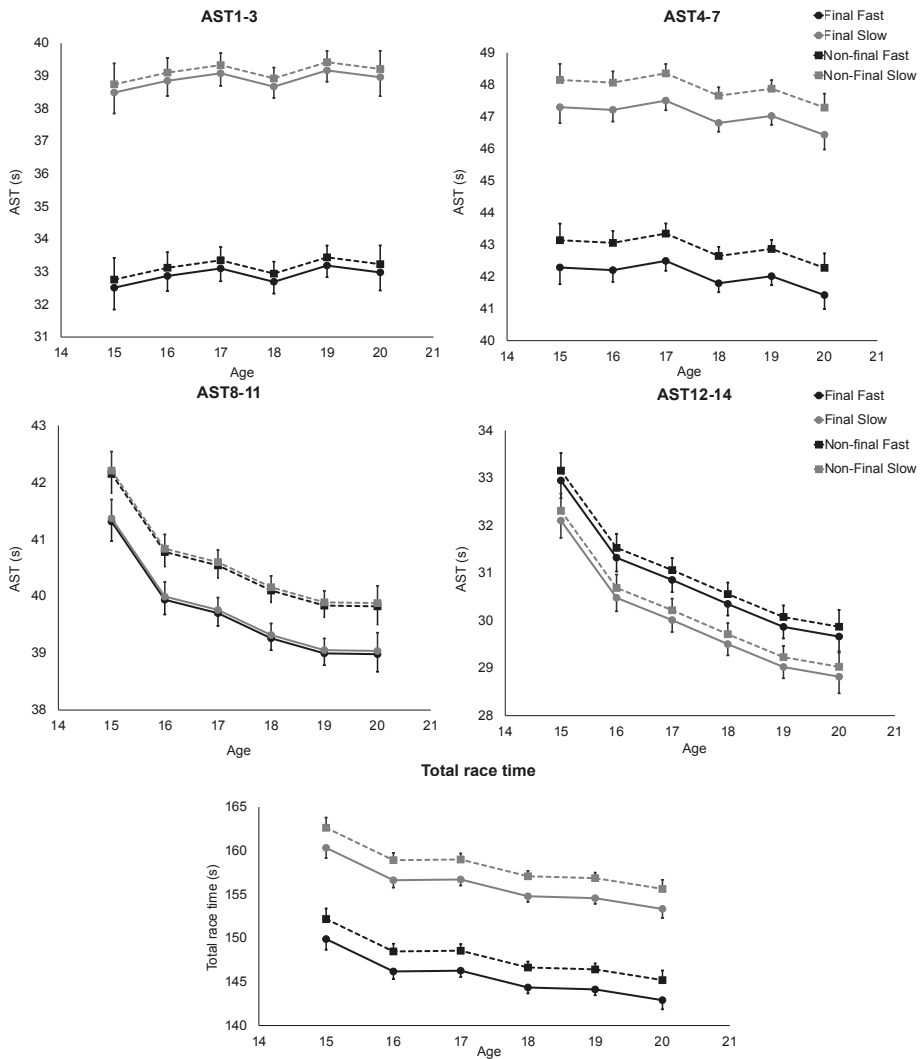 AST1-3
AST (s)
40
39
38
37
36
35
34
33
32
31
14 15 16 17 18 19 20 21
Age
AST4-7
AST (s)
49
48
47
46
45
44
43
42
41
40
14 15 16 17 18 19 20 21
Age
Final Fast
Final Slow
Non-final Fast
Non-Final Slow
AST8-11
AST (s)
43
42
41
40
39
38
14 15 16 17 18 19 20 21
Age
AST12-14
AST (s)
34
33
32
31
30
29
28
14 15 16 17 18 19 20 21
Age
Final Fast
Final Slow
Non-final Fast
Non-Final Slow
Total race time
Total race time (s)
165
160
155
150
145
140
14 15 16 17 18 19 20 21
Age